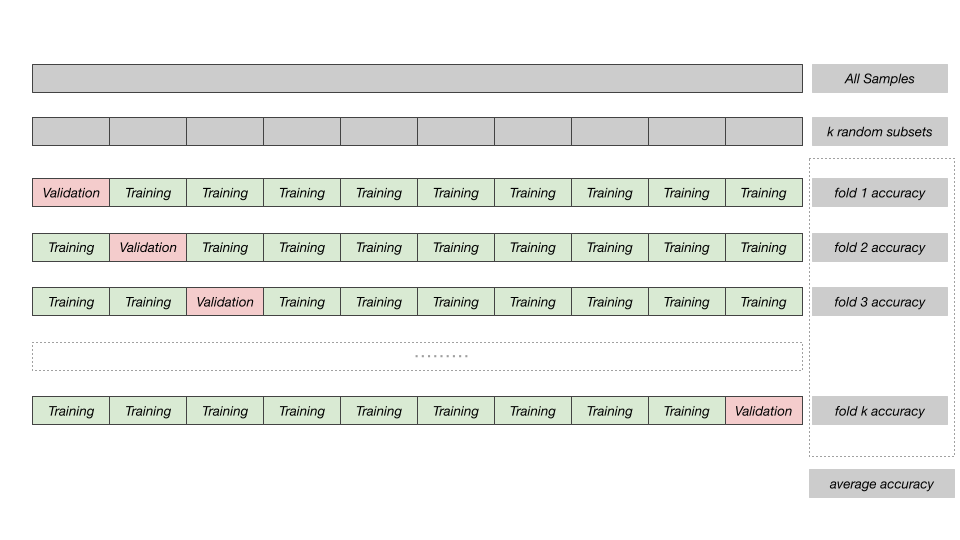 All Samples
k random subsets
Validation Training Training Training Training Training Training Training Training Training fold 1 accuracy
Training Validation Training Training Training Training Training Training Training Training fold 2 accuracy
Training Training Validation Training Training Training Training Training Training Training fold 3 accuracy
.........
Training Training Training Training Training Training Training Training Training Validation fold k accuracy
average accuracy